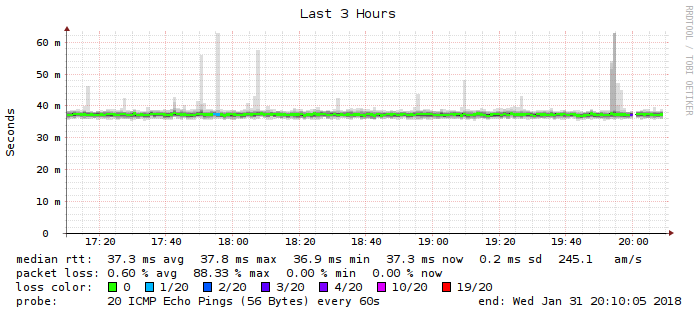 Last 3 Hours
RRDTOOL / TOBI OETIKER
Seconds
60 m
50 m
40 m
30 m
20 m
10 m
0
17:20 17:40 18:00 18:20 18:40 19:00 19:20 19:40 20:00
median rtt: 37.3 ms avg 37.8 ms max 36.9 ms min 37.3 ms now 0.2 ms sd 245.1 am/s
packet loss: 0.60 % avg 88.33 % max 0.00 % min 0.00 % now
loss color: 0 1/20 2/20 3/20 4/20 10/20 19/20
probe: 20 ICMP Echo Pings (56 Bytes) every 60s end: Wed Jan 31 20:10:05 2018